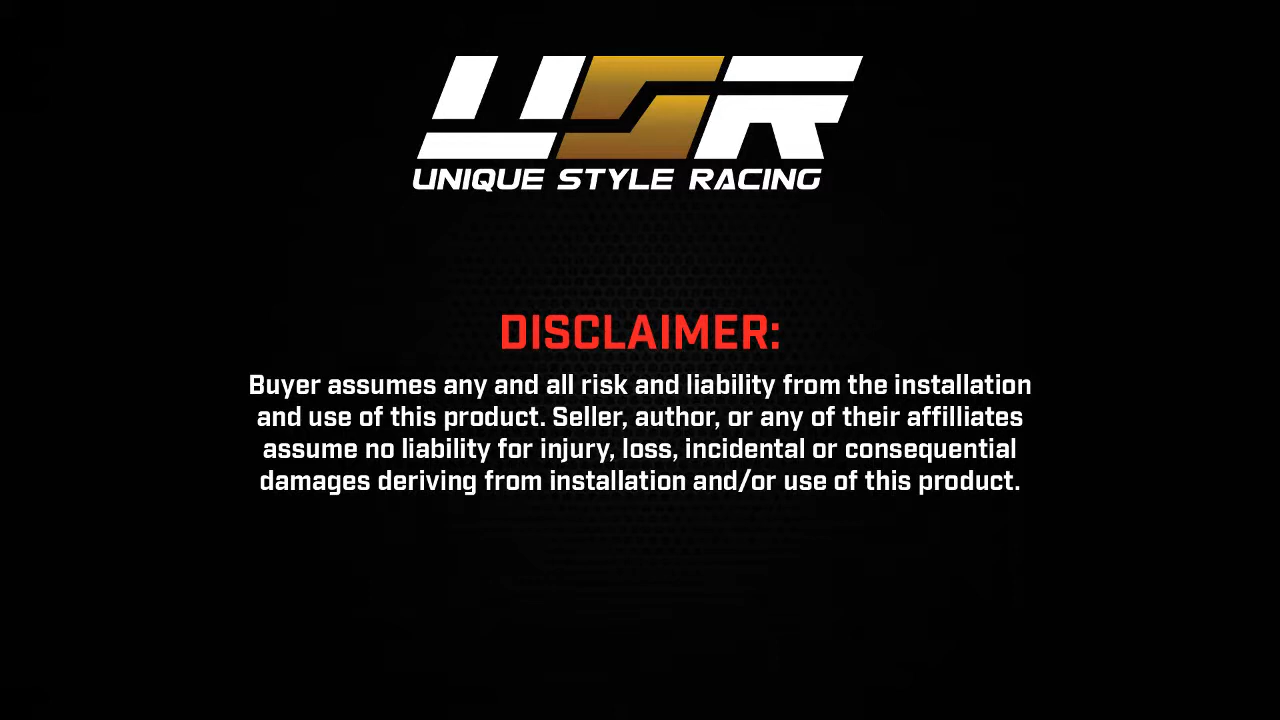 USR
UNIQUE STYLE RACING
DISCLAIMER:
Buyer assumes any and all risk and liability from the installation
and use of this product. Seller, author, or any of their affilliates
assume no liability for injury, loss, incidental or consequential
damages deriving from installation and/or use of this product.